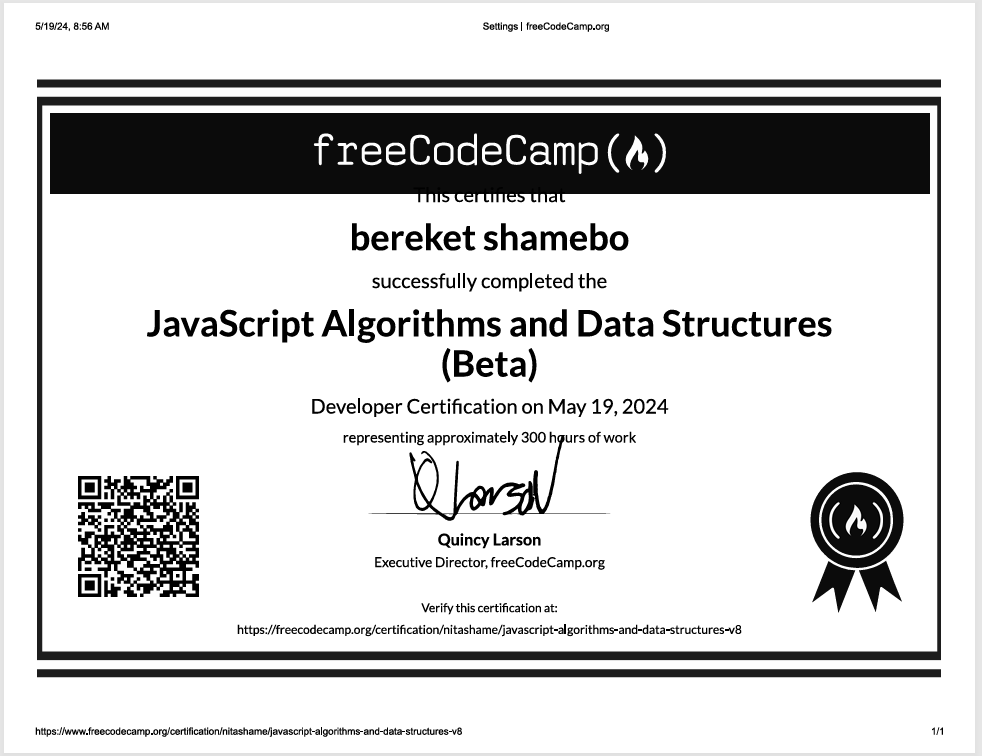 5/19/24, 8:56 AM
Settings | freeCodeCamp.org
freeCodeCamp(🔥)
This certifies that
bereket shamebo
successfully completed the
JavaScript Algorithms and Data Structures
(Beta)
Developer Certification on May 19, 2024
representing approximately 300 hours of work
Q Larson
Quincy Larson
Executive Director, freeCodeCamp.org
Verify this certification at:
https://freecodecamp.org/certification/nitashame/javascript-algorithms-and-data-structures-v8
https://www.freecodecamp.org/certification/nitashame/javascript-algorithms-and-data-structures-v8
1/1